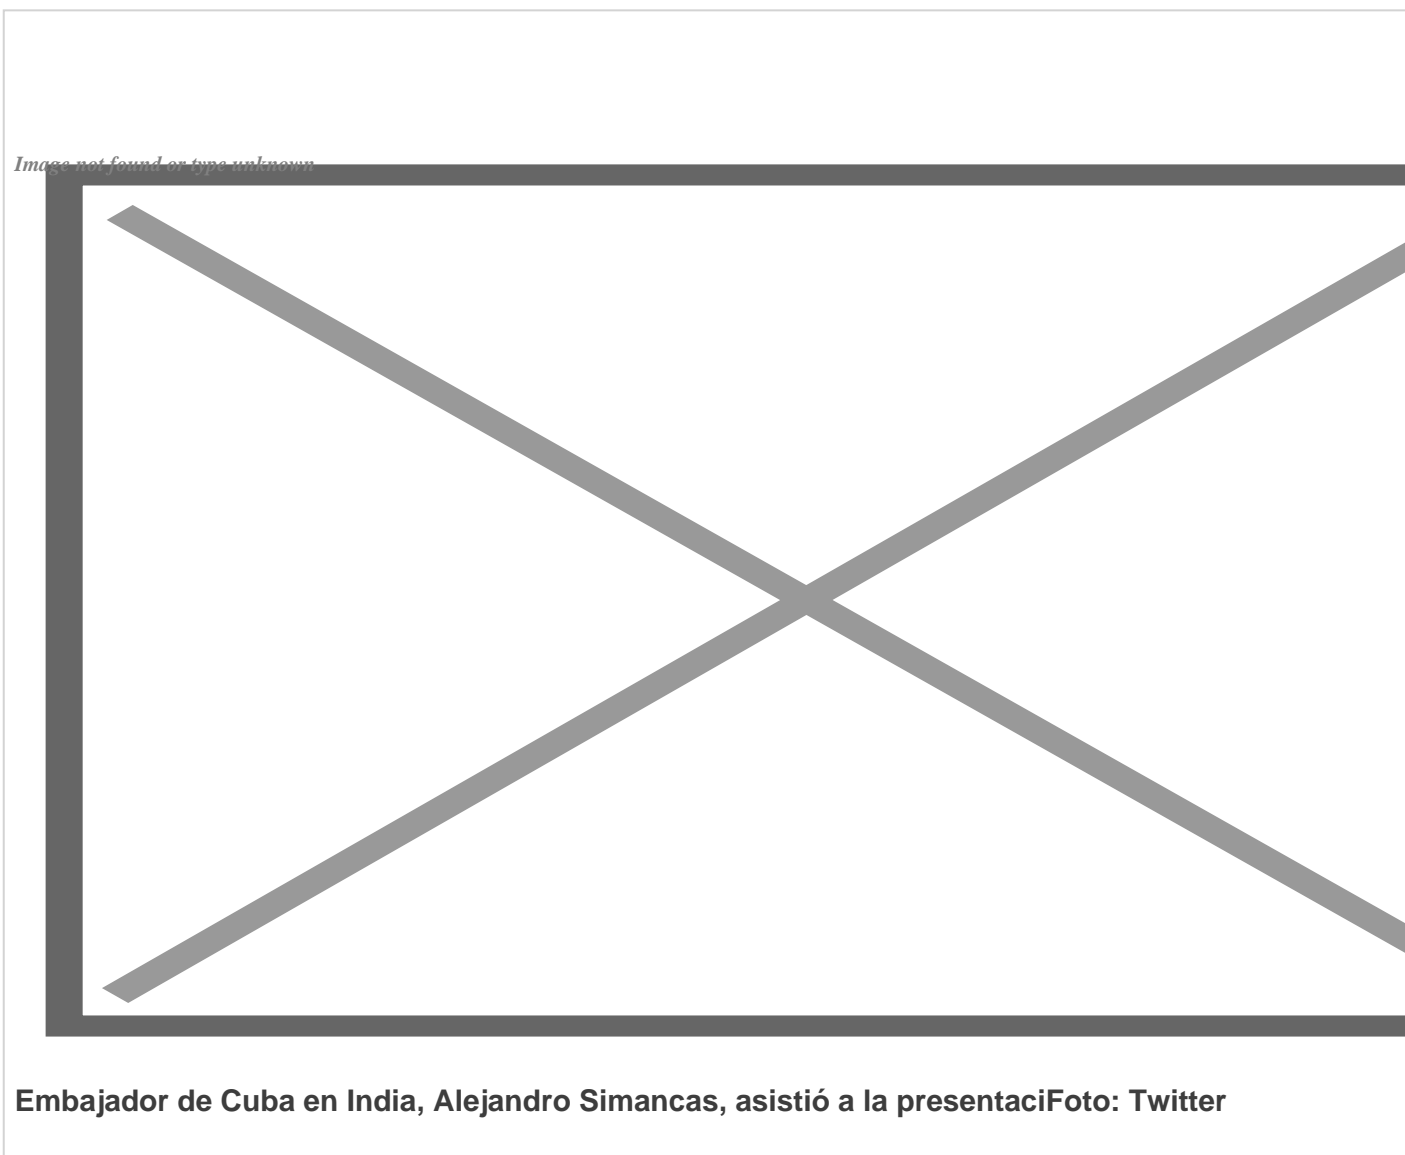 Image not found or type unknown
Embajador de Cuba en India, Alejandro Simancas, asistió a la presentaciFoto: Twitter